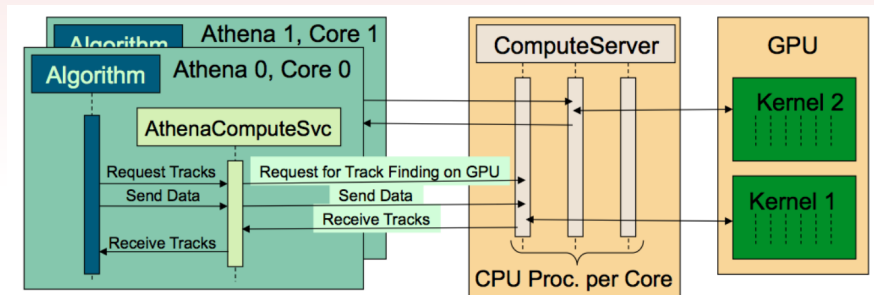 Algorithm
Athena 1, Core 1
Algorithm
Athena 0, Core 0
AthenaComputeSvc
Request Tracks
Request for Track Finding on GPU
Send Data
Send Data
Receive Tracks
Receive Tracks
ComputeServer
CPU Proc. per Core
GPU
Kernel 2
Kernel 1